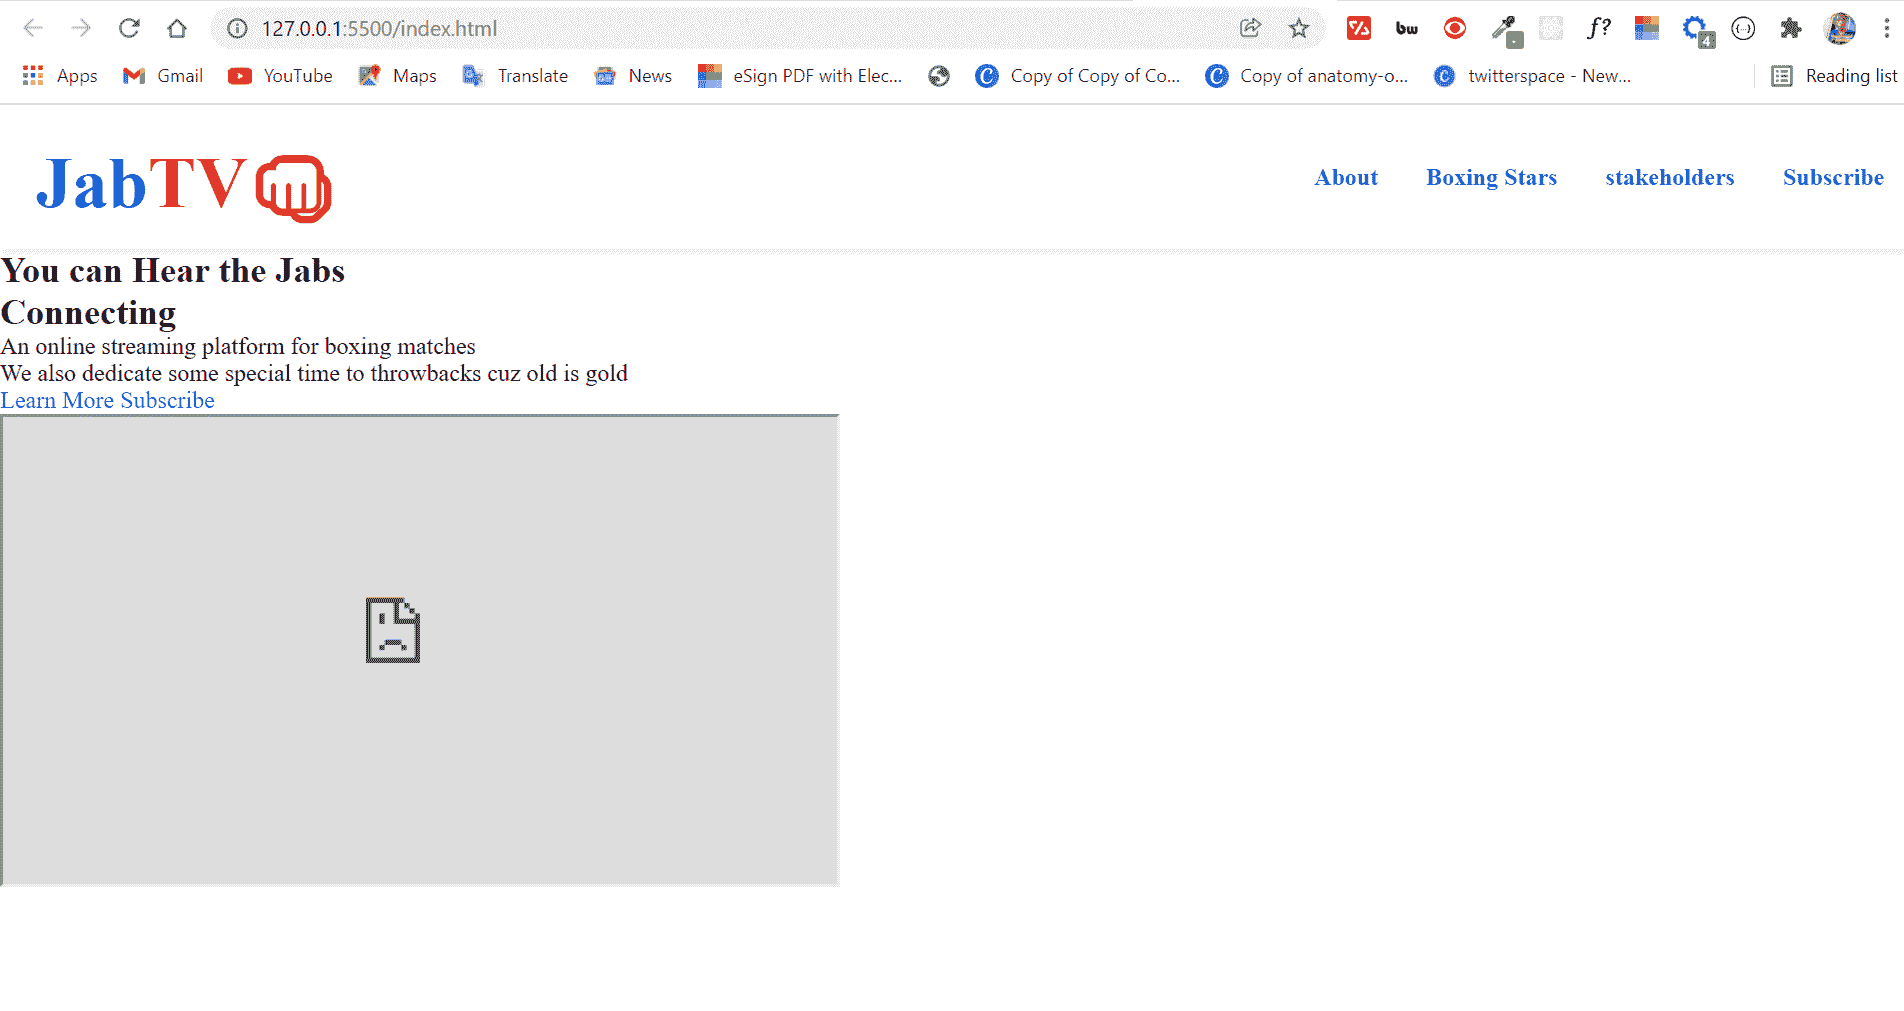 127.0.0.1:5500/index.html
bw
f?
4
Apps Gmail YouTube Maps Translate News eSign PDF with Elec... Copy of Copy of Co... Copy of anatomy-o... twitterspace - New... Reading list
JabTV
About Boxing Stars stakeholders Subscribe
You can Hear the Jabs
Connecting
An online streaming platform for boxing matches
We also dedicate some special time to throwbacks cuz old is gold
Learn More Subscribe